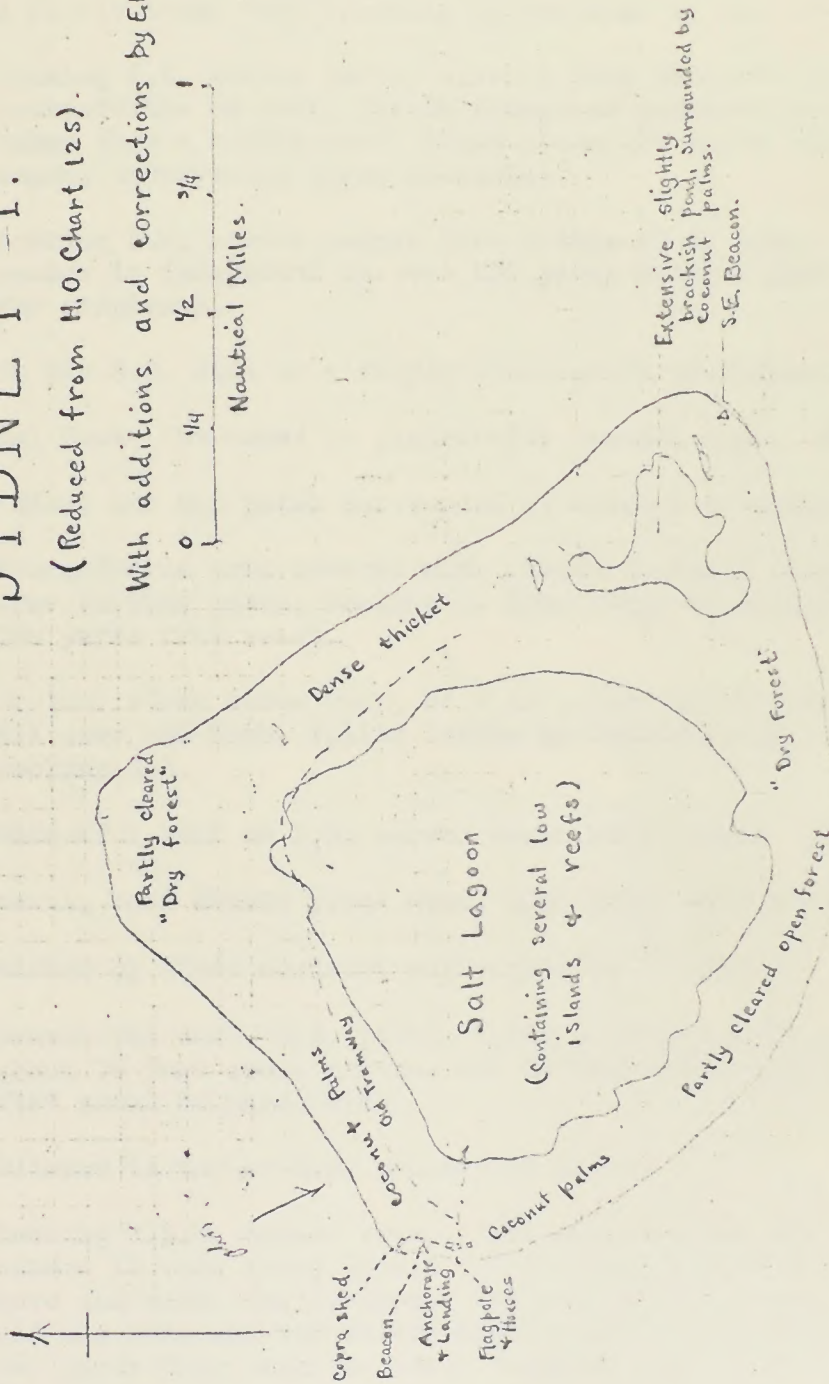 SYDNEY I.
(Reduced from H.O. Chart 125).
With additions and corrections by
0 1/4 1/2 3/4 1
Nautical Miles.
Partly cleared
"Dry forest"
Dense thicket
Coconut Palms
Old Tramway
Copra shed.
Beacon
Anchorage
+ Landing
Flagpole
+ Houses
Salt Lagoon
(Containing several low
islands & reefs)
Coconut palms
Partly cleared open forest
"Dry Forest"
Extensive slightly
brackish pond, surrounded by
coconut palms.
S.E. Beacon.